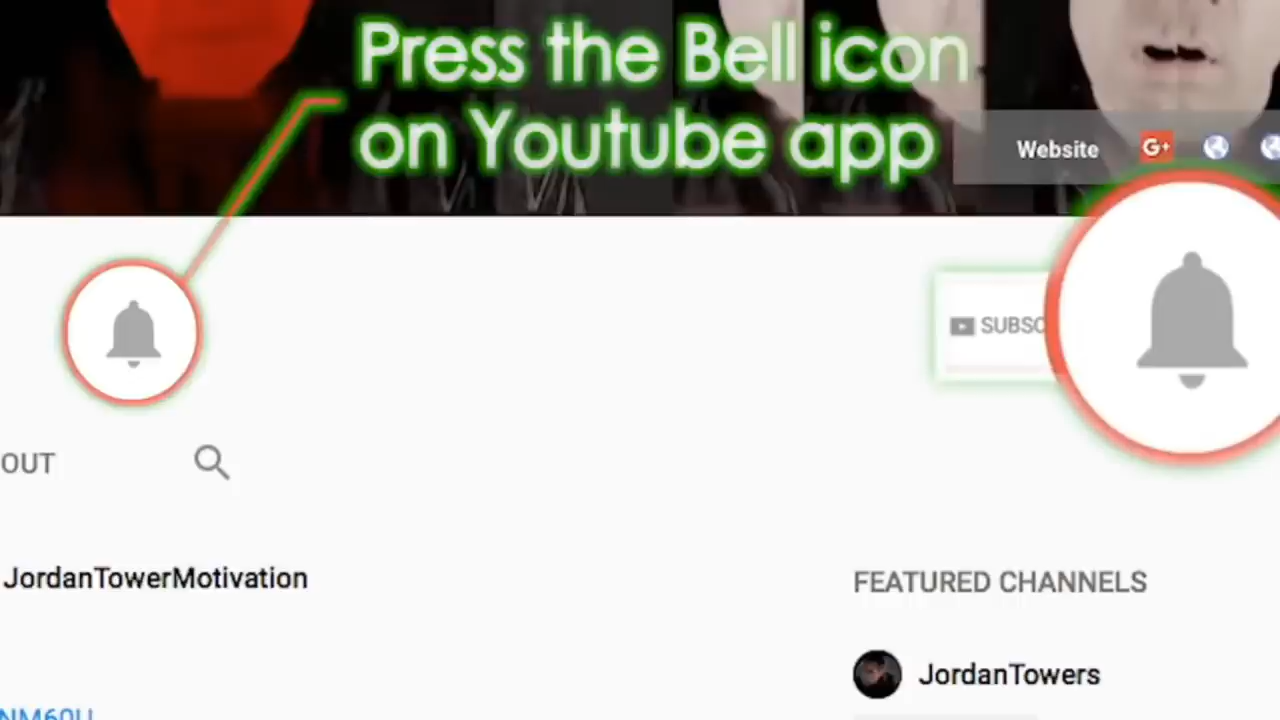 Press the Bell icon
on Youtube app
Website
G+
SUBSC
OUT
JordanTowerMotivation
FEATURED CHANNELS
JordanTowers